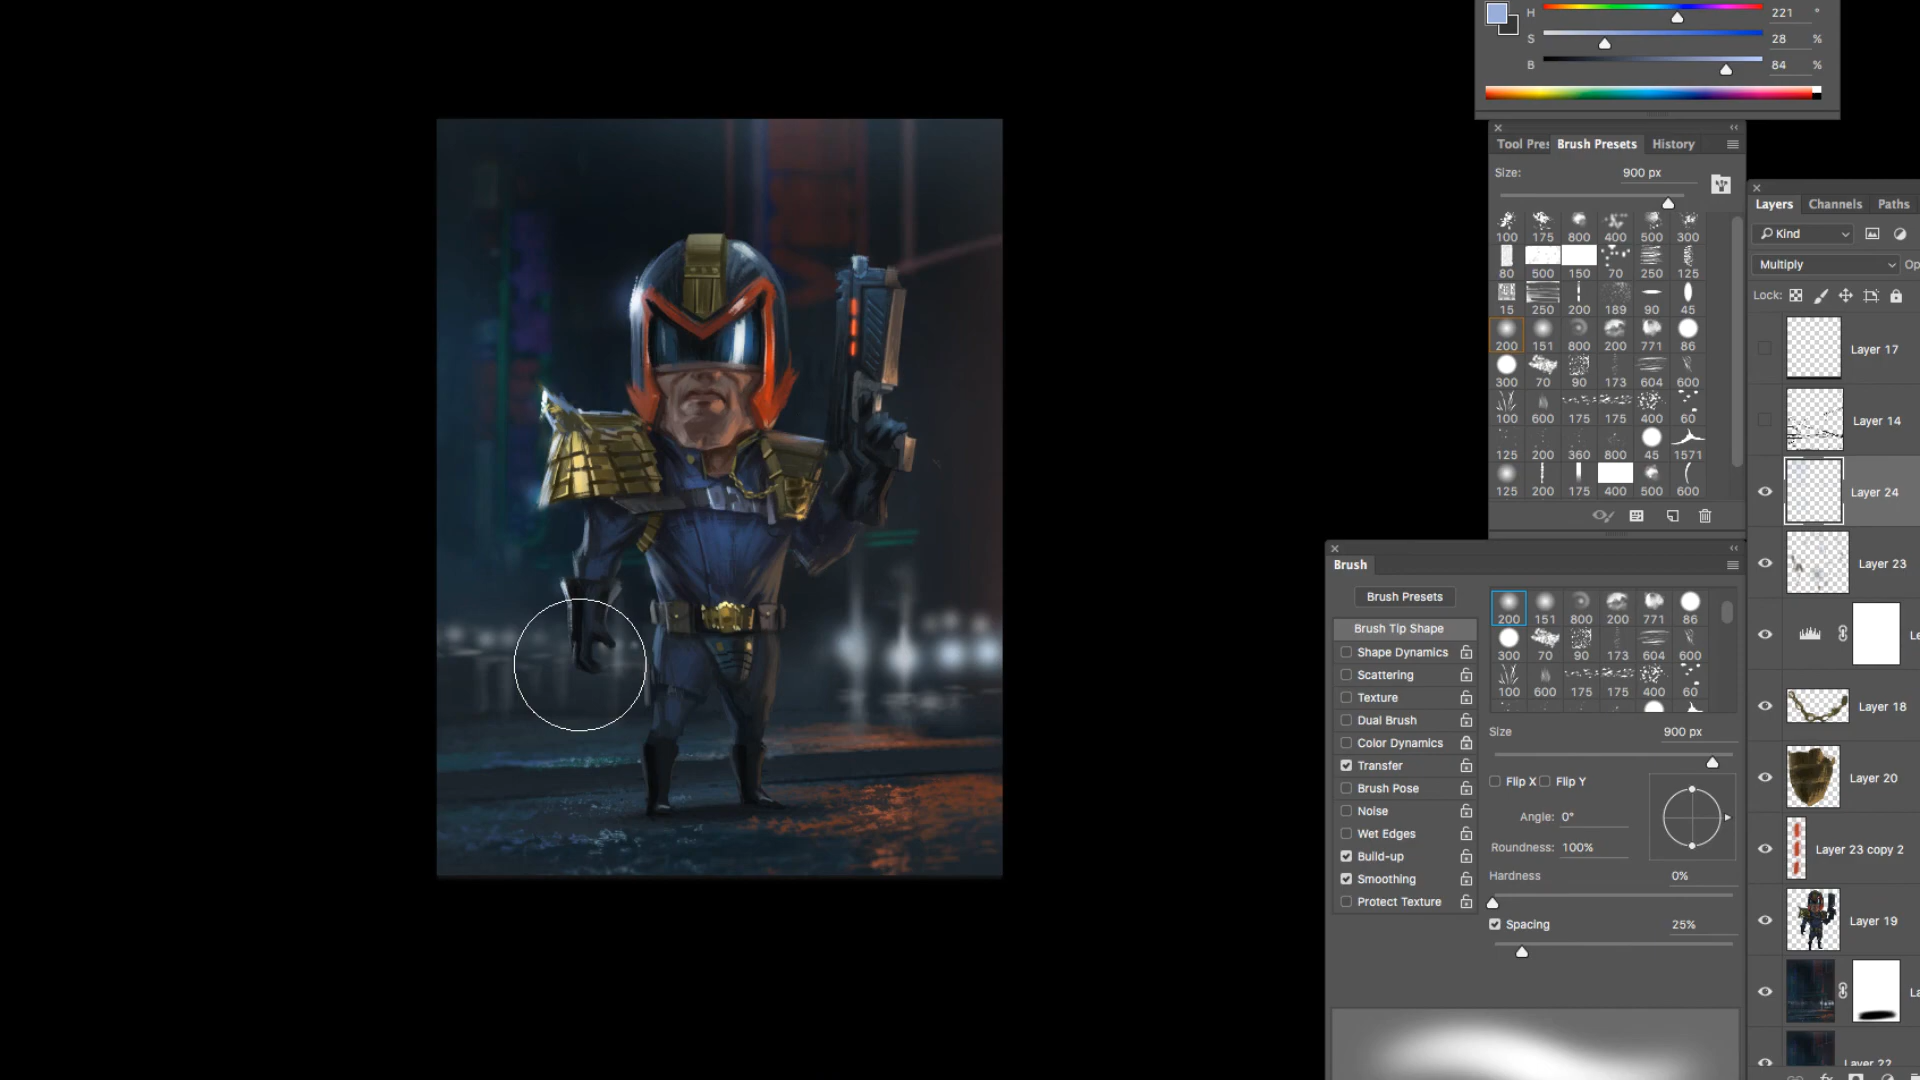 H 221 °
S 28 %
B 84 %
Tool Pres Brush Presets History
Size: 900 px
100 175 800 400 500 300
80 500 150 70 250 125
15 250 200 189 90 45
200 151 800 200 771 86
300 70 90 173 604 600
100 600 175 175 400 60
125 200 360 800 45 1571
125 200 175 400 500 600
Layers Channels Paths
Kind
Multiply Op
Lock:
Layer 17
Layer 14
Layer 24
Layer 23
Le
Layer 18
Layer 20
Layer 23 copy 2
Layer 19
La
Layer 22
Brush
Brush Presets
Brush Tip Shape
Shape Dynamics
Scattering
Texture
Dual Brush
Color Dynamics
Transfer
Brush Pose
Noise
Wet Edges
Build-up
Smoothing
Protect Texture
200 151 800 200 771 86
300 70 90 173 604 600
100 600 175 175 400 60
Size 900 px
Flip X Flip Y
Angle: 0°
Roundness: 100%
Hardness 0%
Spacing 25%
fx